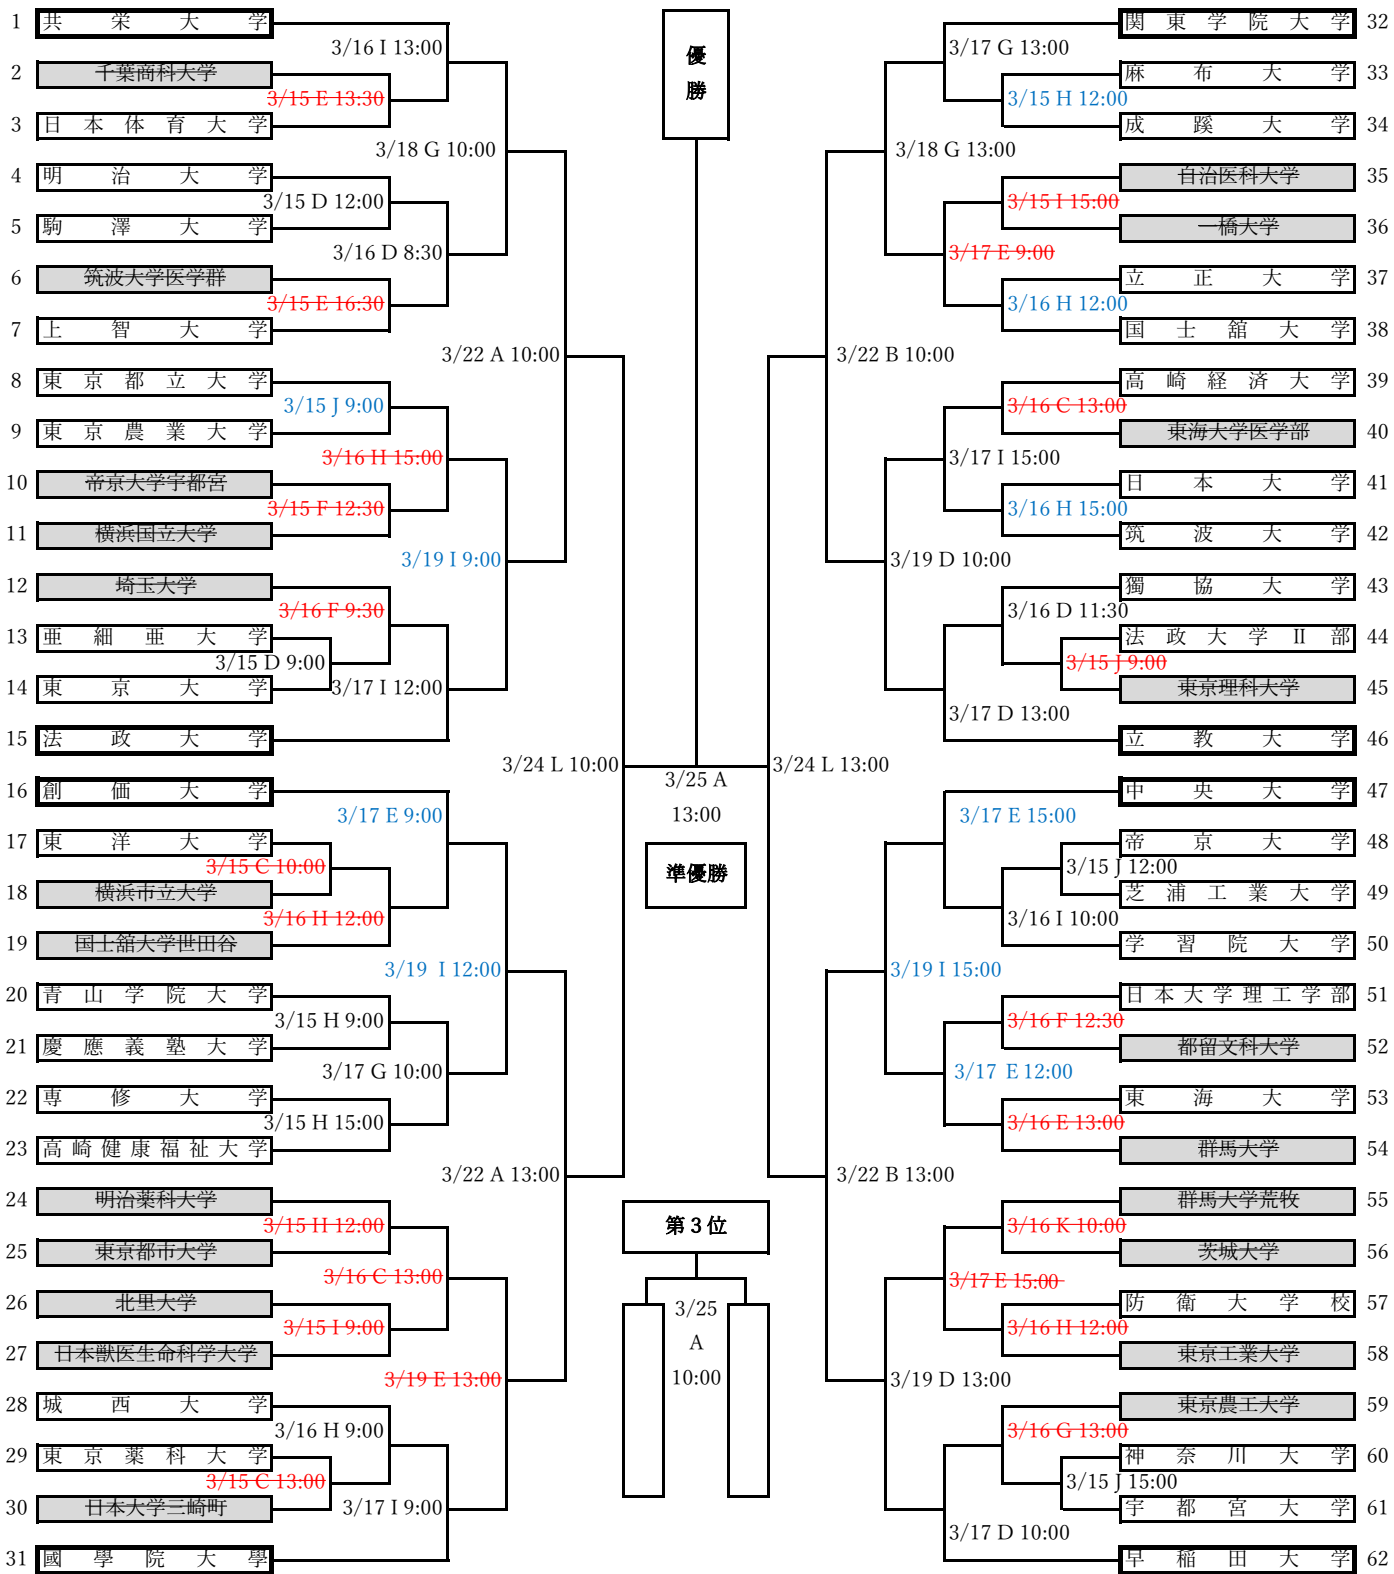 1 共栄大学
3/16 I 13:00
2 千葉商科大学
3/15 E 13:30
3 日本体育大学
3/18 G 10:00
4 明治大学
3/15 D 12:00
5 駒澤大学
3/16 D 8:30
6 筑波大学医学群
3/15 E 16:30
7 上智大学
3/22 A 10:00
8 東京都立大学
3/15 J 9:00
9 東京農業大学
3/16 H 15:00
10 帝京大学宇都宮
3/15 F 12:30
11 横浜国立大学
3/19 I 9:00
12 埼玉大学
3/16 F 9:30
13 亜細亜大学
3/15 D 9:00
14 東京大学
3/17 I 12:00
15 法政大学
3/24 L 10:00
16 創価大学
3/17 E 9:00
17 東洋大学
3/15 C 10:00
18 横浜市立大学
3/16 H 12:00
19 国士舘大学世田谷
3/19 I 12:00
20 青山学院大学
3/15 H 9:00
21 慶應義塾大学
3/17 G 10:00
22 専修大学
3/15 H 15:00
23 高崎健康福祉大学
3/22 A 13:00
24 明治薬科大学
3/15 H 12:00
25 東京都市大学
3/16 C 13:00
26 北里大学
3/15 I 9:00
27 日本獣医生命科学大学
3/19 E 13:00
28 城西大学
3/16 H 9:00
29 東京薬科大学
3/15 C 13:00
30 日本大学三崎町
3/17 I 9:00
31 國學院大學
優
勝
3/25 A
13:00
準優勝
第3位
3/25
A
10:00
関東学院大学 32
3/17 G 13:00
麻布大学 33
3/15 H 12:00
成蹊大学 34
3/18 G 13:00
自治医科大学 35
3/15 I 15:00
一橋大学 36
3/17 E 9:00
立正大学 37
3/16 H 12:00
国士舘大学 38
3/22 B 10:00
高崎経済大学 39
3/16 C 13:00
東海大学医学部 40
3/17 I 15:00
日本大学 41
3/16 H 15:00
筑波大学 42
3/19 D 10:00
獨協大学 43
3/16 D 11:30
法政大学Ⅱ部 44
3/15 J 9:00
東京理科大学 45
3/17 D 13:00
立教大学 46
3/24 L 13:00
中央大学 47
3/17 E 15:00
帝京大学 48
3/15 J 12:00
芝浦工業大学 49
3/16 I 10:00
学習院大学 50
3/19 I 15:00
日本大学理工学部 51
3/16 F 12:30
都留文科大学 52
3/17 E 12:00
東海大学 53
3/16 E 13:00
群馬大学 54
3/22 B 13:00
群馬大学荒牧 55
3/16 K 10:00
茨城大学 56
3/17 E 15:00
防衛大学校 57
3/16 H 12:00
東京工業大学 58
3/19 D 13:00
東京農工大学 59
3/16 G 13:00
神奈川大学 60
3/15 J 15:00
宇都宮大学 61
3/17 D 10:00
早稲田大学 62